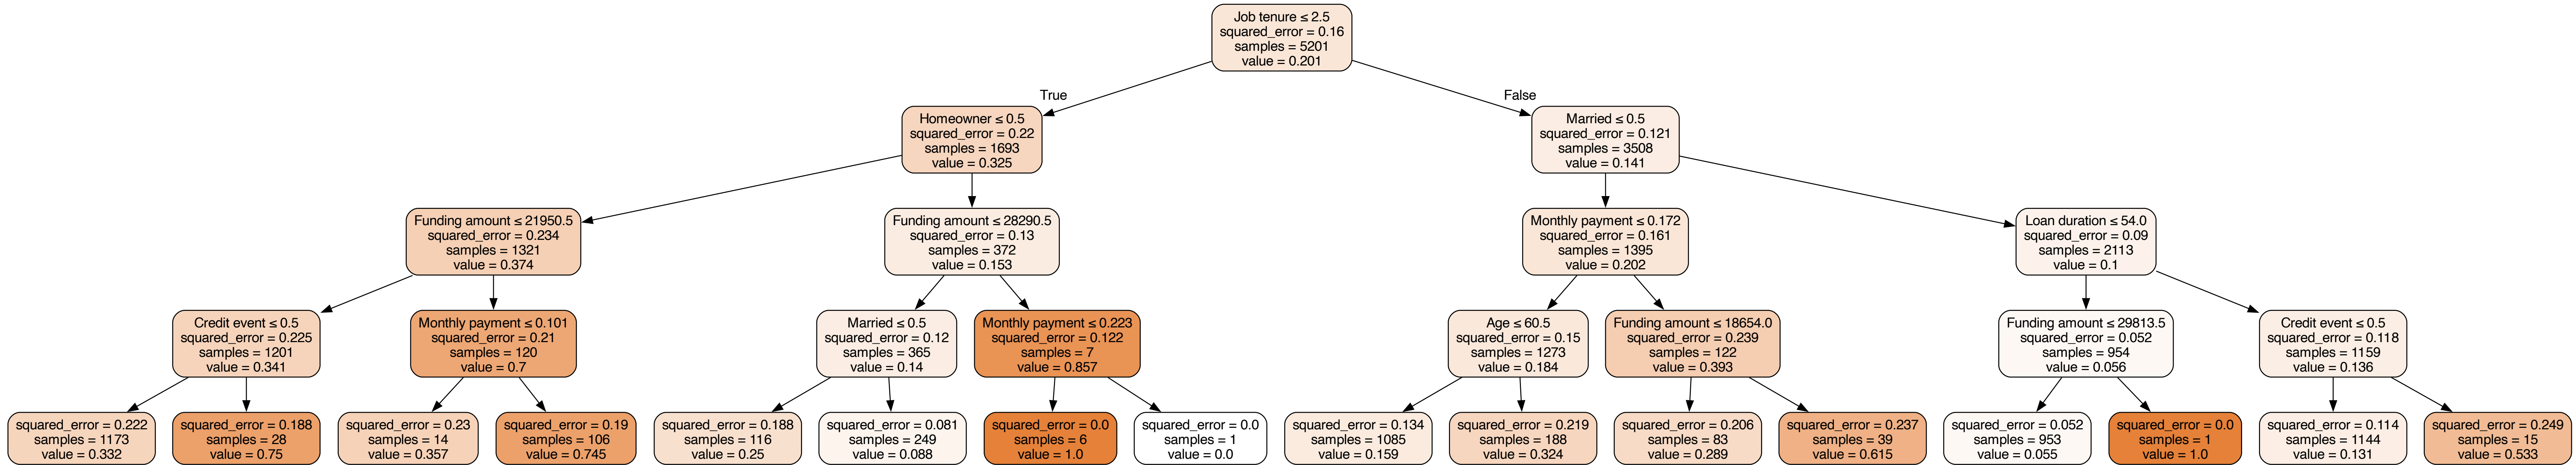 Job tenure ≤ 2.5
squared_error = 0.16
samples = 5201
value = 0.201
True
False
Homeowner ≤ 0.5
squared_error = 0.22
samples = 1693
value = 0.325
Married ≤ 0.5
squared_error = 0.121
samples = 3508
value = 0.141
Funding amount ≤ 21950.5
squared_error = 0.234
samples = 1321
value = 0.374
Funding amount ≤ 28290.5
squared_error = 0.13
samples = 372
value = 0.153
Monthly payment ≤ 0.172
squared_error = 0.161
samples = 1395
value = 0.202
Loan duration ≤ 54.0
squared_error = 0.09
samples = 2113
value = 0.1
Credit event ≤ 0.5
squared_error = 0.225
samples = 1201
value = 0.341
Monthly payment ≤ 0.101
squared_error = 0.21
samples = 120
value = 0.7
Married ≤ 0.5
squared_error = 0.12
samples = 365
value = 0.14
Monthly payment ≤ 0.223
squared_error = 0.122
samples = 7
value = 0.857
Age ≤ 60.5
squared_error = 0.15
samples = 1273
value = 0.184
Funding amount ≤ 18654.0
squared_error = 0.239
samples = 122
value = 0.393
Funding amount ≤ 29813.5
squared_error = 0.052
samples = 954
value = 0.056
Credit event ≤ 0.5
squared_error = 0.118
samples = 1159
value = 0.136
squared_error = 0.222
samples = 1173
value = 0.332
squared_error = 0.188
samples = 28
value = 0.75
squared_error = 0.23
samples = 14
value = 0.357
squared_error = 0.19
samples = 106
value = 0.745
squared_error = 0.188
samples = 116
value = 0.25
squared_error = 0.081
samples = 249
value = 0.088
squared_error = 0.0
samples = 6
value = 1.0
squared_error = 0.0
samples = 1
value = 0.0
squared_error = 0.134
samples = 1085
value = 0.159
squared_error = 0.219
samples = 188
value = 0.324
squared_error = 0.206
samples = 83
value = 0.289
squared_error = 0.237
samples = 39
value = 0.615
squared_error = 0.052
samples = 953
value = 0.055
squared_error = 0.0
samples = 1
value = 1.0
squared_error = 0.114
samples = 1144
value = 0.131
squared_error = 0.249
samples = 15
value = 0.533